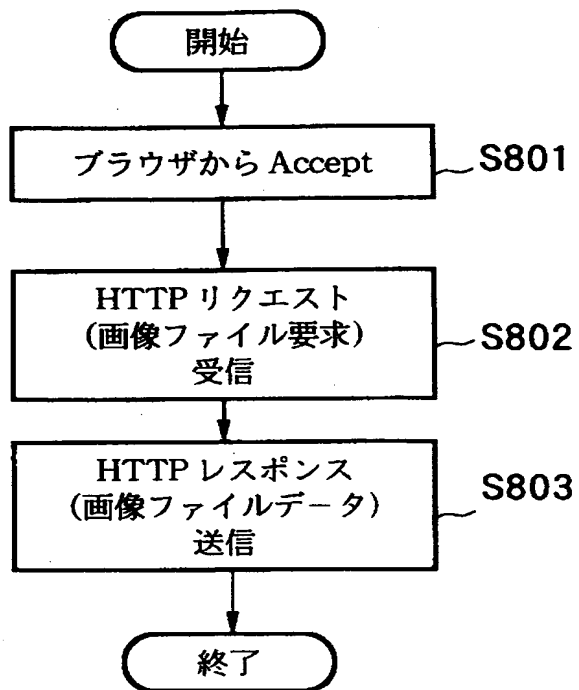 開始
ブラウザから Accept
S801
HTTP リクエスト
(画像ファイル要求)
受信
S802
HTTP レスポンス
(画像ファイルデータ)
送信
S803
終了